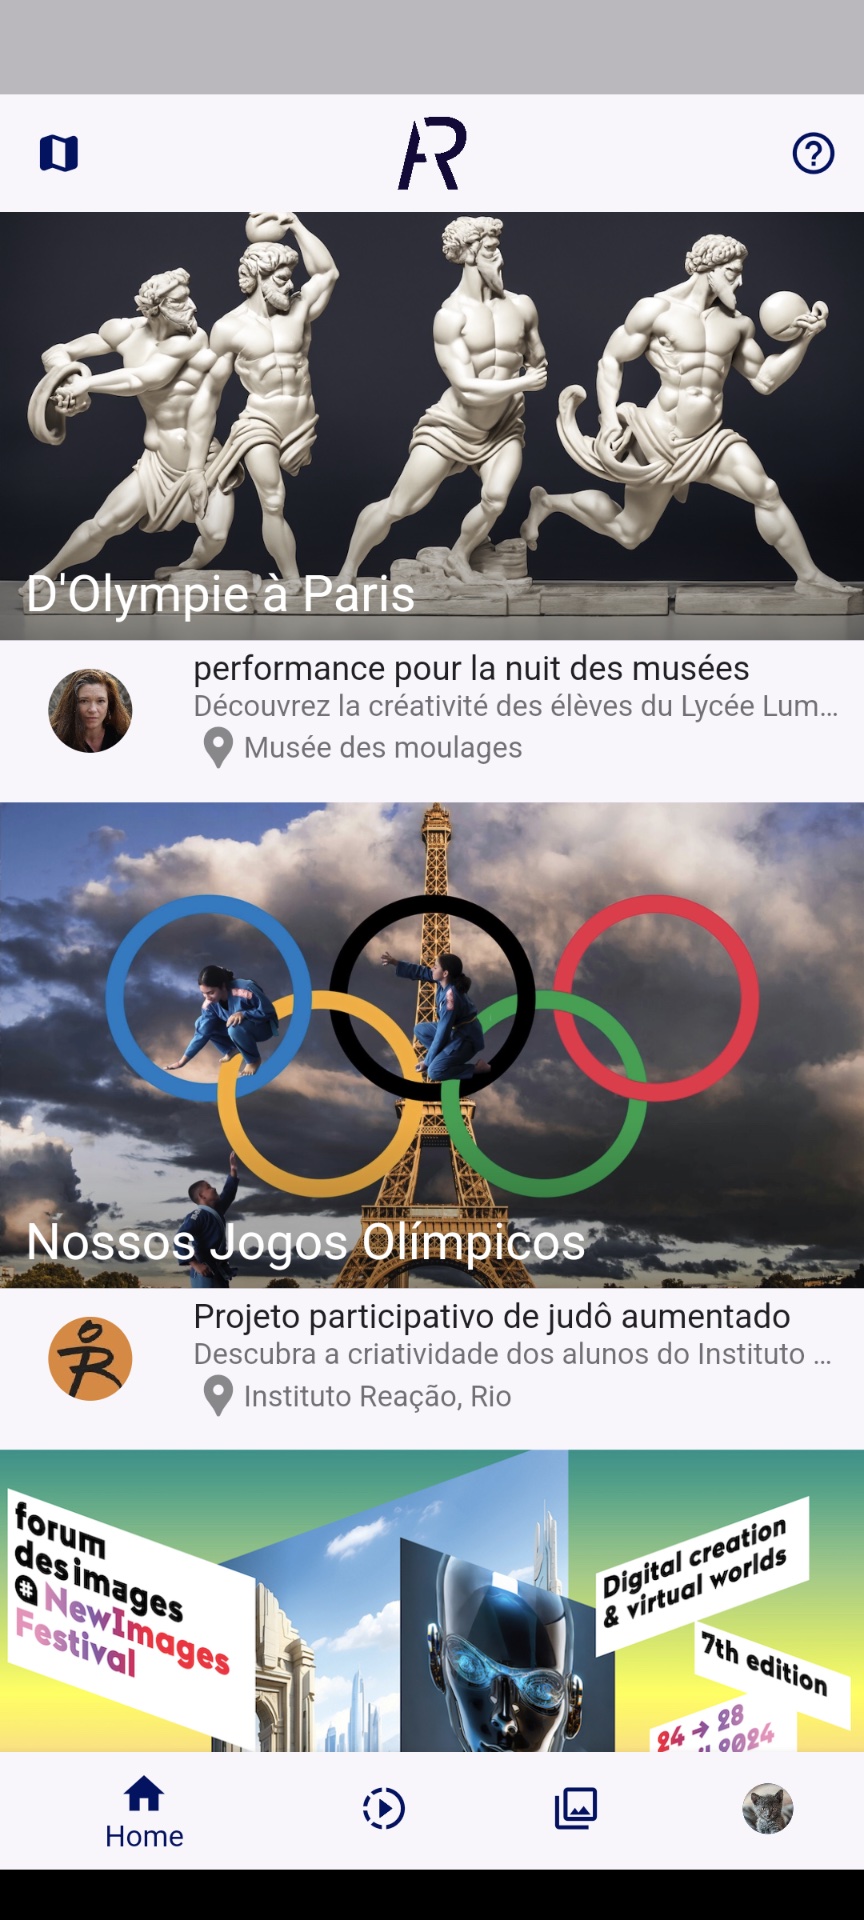 AR
D'Olympie à Paris
performance pour la nuit des musées
Découvrez la créativité des élèves du Lycée Lum...
Musée des moulages
Nossos Jogos Olímpicos
Projeto participativo de judô aumentado
Descubra a criatividade dos alunos do Instituto ...
Instituto Reação, Rio
forum
des images
# NewImages
Festival
Digital creation
& virtual worlds
7th edition
24 → 28
2024
Home